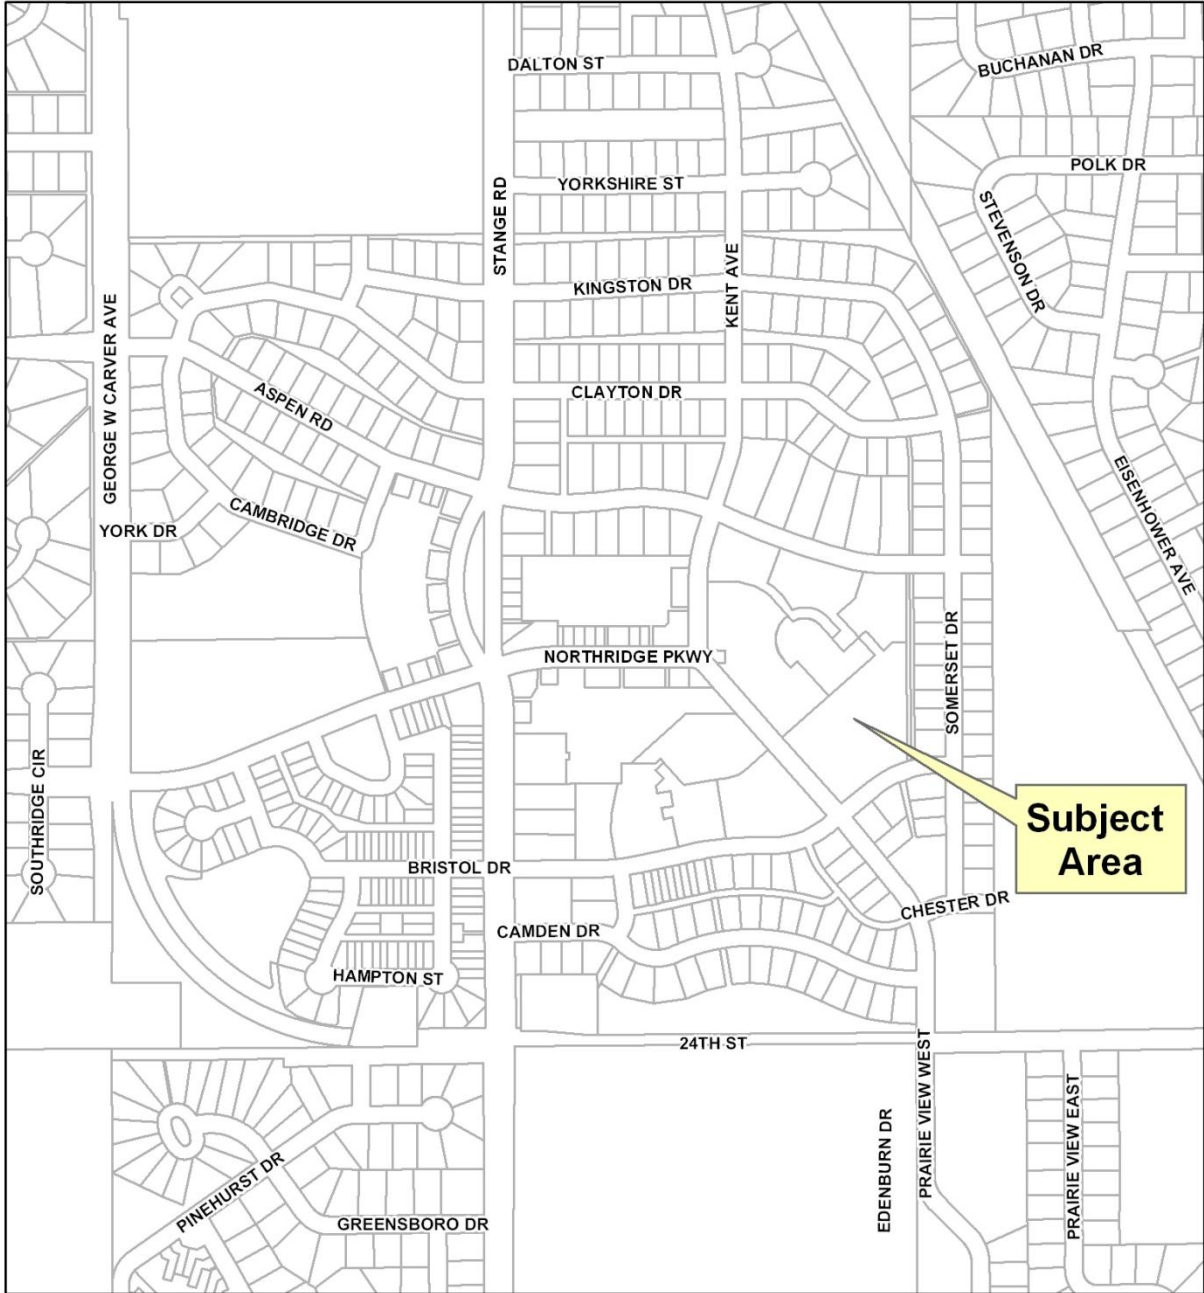 DALTON ST
BUCHANAN DR
POLK DR
YORKSHIRE ST
STANGE RD
STEVENSON DR
KENT AVE
KINGSTON DR
GEORGE W CARVER AVE
ASPEN RD
CLAYTON DR
EISENHOWER AVE
CAMBRIDGE DR
YORK DR
SOMERSET DR
NORTHRIDGE PKWY
SOUTHRIDGE CIR
Subject
Area
BRISTOL DR
CHESTER DR
CAMDEN DR
HAMPTON ST
24TH ST
PRAIRIE VIEW WEST
EDENBURN DR
PRAIRIE VIEW EAST
PINEHURST DR
GREENSBORO DR